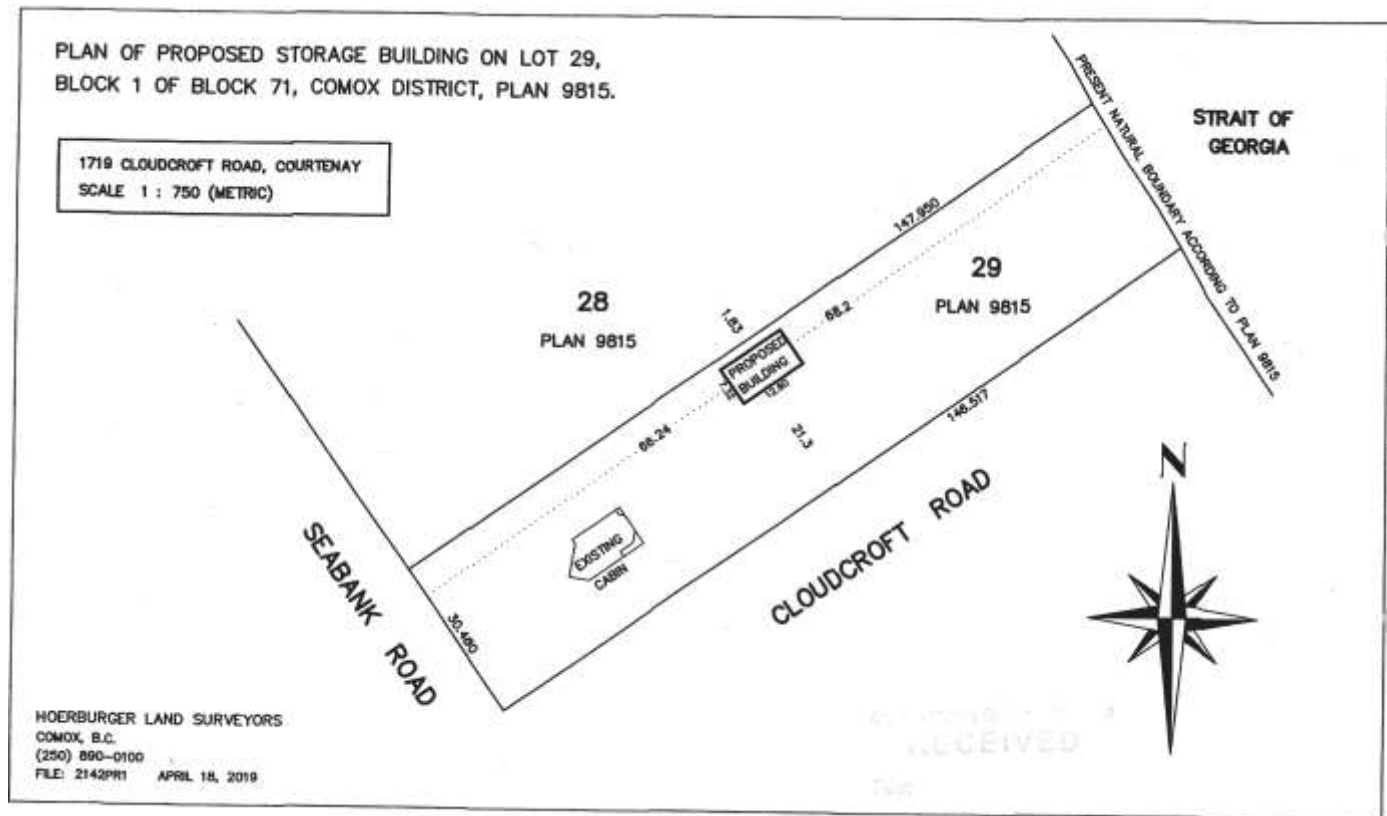 PLAN OF PROPOSED STORAGE BUILDING ON LOT 29,
BLOCK 1 OF BLOCK 71, COMOX DISTRICT, PLAN 9815.
1719 CLOUDCROFT ROAD, COURTENAY
SCALE 1 : 750 (METRIC)
PRESENT NATURAL BOUNDARY ACCORDING TO PLAN 9815
STRAIT OF
GEORGIA
147.950
28
PLAN 9815
29
PLAN 9815
1.83
68.2
PROPOSED
BUILDING
7.32
12.80
68.24
21.3
146.517
EXISTING
CABIN
SEABANK ROAD
30.480
CLOUDCROFT ROAD
N
HOERBURGER LAND SURVEYORS
COMOX, B.C.
(250) 890-0100
FILE: 2142PR1 APRIL 18, 2019
RECEIVED